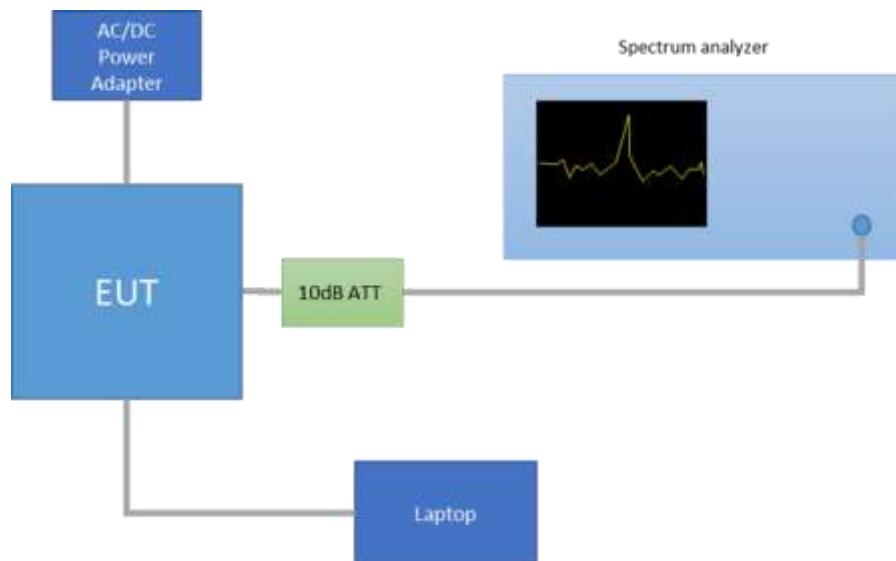 AC/DC
Power
Adapter
Spectrum analyzer
EUT
10dB ATT
Laptop